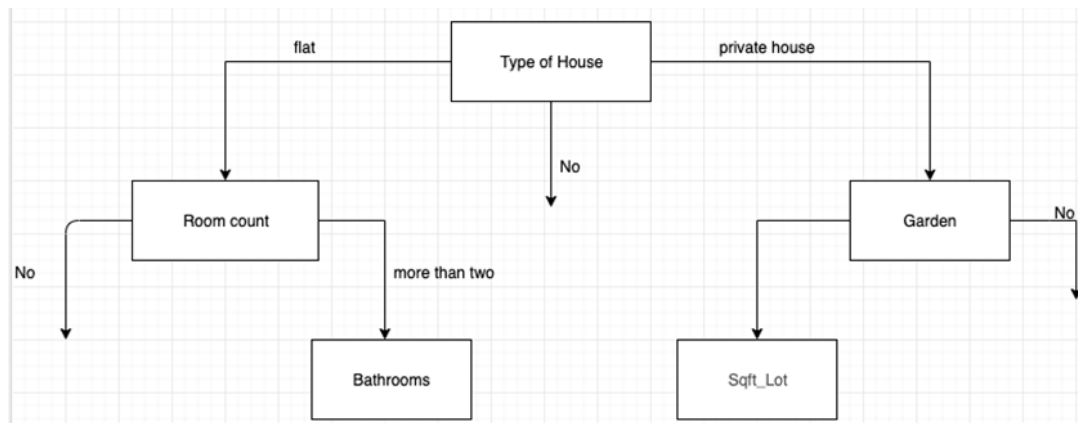 flat
Type of House
private house
No
Room count
Garden
No
No
more than two
Bathrooms
Sqft_Lot